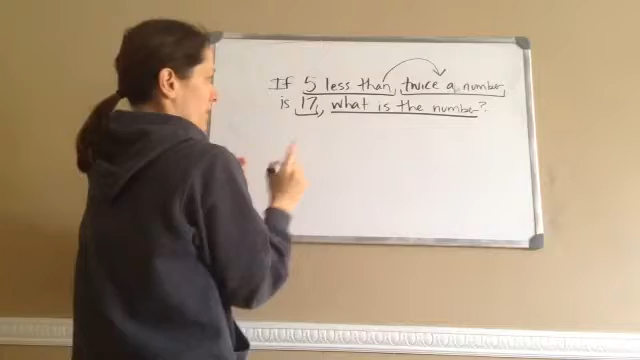 If 5 less than twice a number
is 17, what is the number?